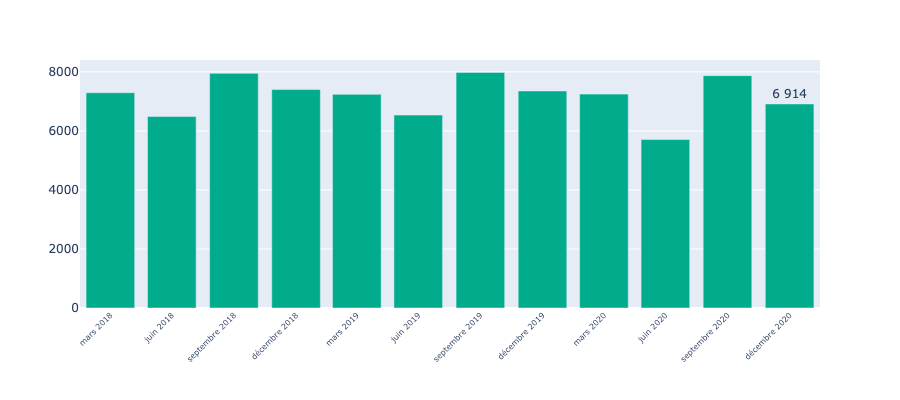 8000
6000
4000
2000
0
6 914
mars 2018
juin 2018
septembre 2018
décembre 2018
mars 2019
juin 2019
septembre 2019
décembre 2019
mars 2020
juin 2020
septembre 2020
décembre 2020